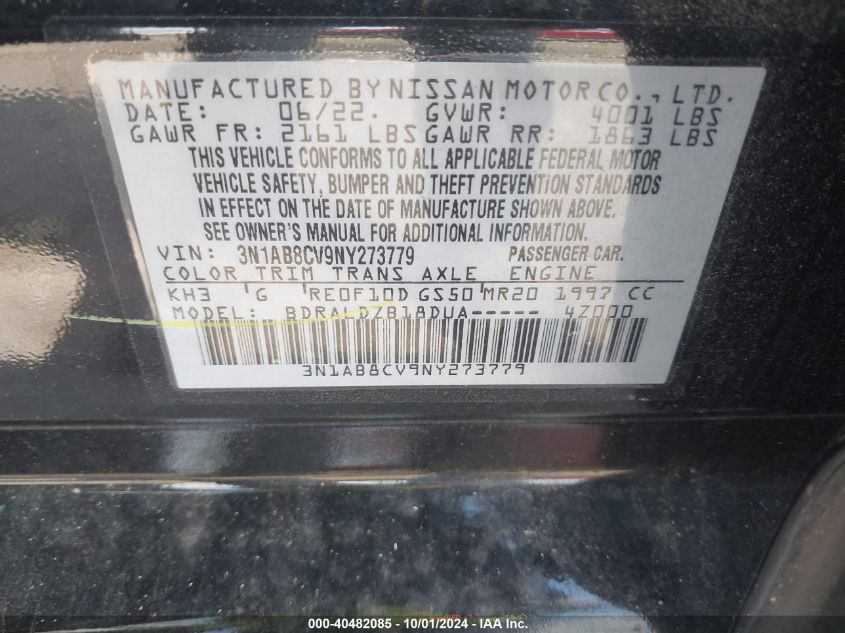 MANUFACTURED BY NISSAN MOTOR CO., LTD.
DATE: 06/22. GVWR: 4001 LBS
GAWR FR: 2161 LBS GAWR RR: 1863 LBS
THIS VEHICLE CONFORMS TO ALL APPLICABLE FEDERAL MOTOR
VEHICLE SAFETY, BUMPER AND THEFT PREVENTION STANDARDS
IN EFFECT ON THE DATE OF MANUFACTURE SHOWN ABOVE.
SEE OWNER'S MANUAL FOR ADDITIONAL INFORMATION.
VIN: 3N1AB8CV9NY273779 PASSENGER CAR.
COLOR TRIM TRANS AXLE ENGINE
KH3 'G 'RE0F10D GS50'MR20 1997 CC
MODEL: BDRALDZB18DUA----- 4Z000
3N1AB8CV9NY273779
000-40482085 - 10/01/2024 - IAA Inc.